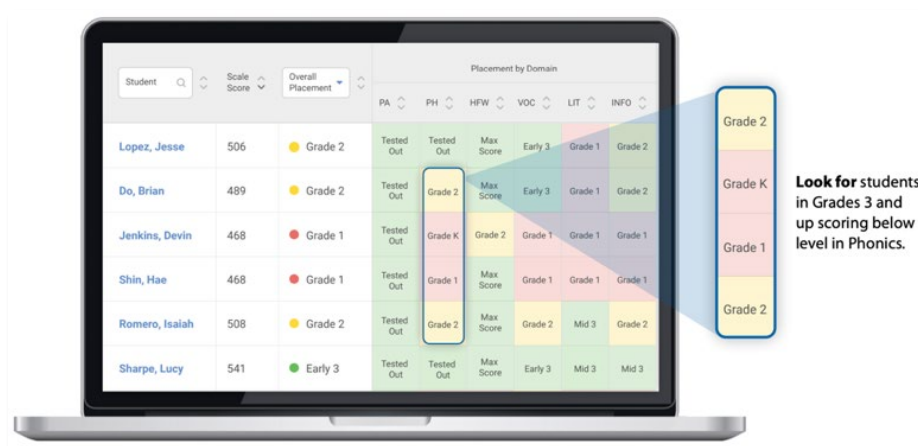 Placement by Domain
Student
Scale Score
Overall Placement
PA PH HFW VOC LIT INFO
Lopez, Jesse 506 Grade 2 Tested Out Tested Out Max Score Early 3 Grade 1 Grade 2
Do, Brian 489 Grade 2 Tested Out Grade 2 Max Score Early 3 Grade 1 Grade 2
Jenkins, Devin 468 Grade 1 Tested Out Grade K Grade 2 Grade 1 Grade 1 Grade 1
Shin, Hae 468 Grade 1 Tested Out Grade 1 Max Score Grade 1 Grade 1 Grade 1
Romero, Isaiah 508 Grade 2 Tested Out Grade 2 Max Score Grade 2 Mid 3 Grade 2
Sharpe, Lucy 541 Early 3 Tested Out Tested Out Max Score Early 3 Mid 3 Mid 3
Grade 2
Grade K
Grade 1
Grade 2
Look for students
in Grades 3 and
up scoring below
level in Phonics.